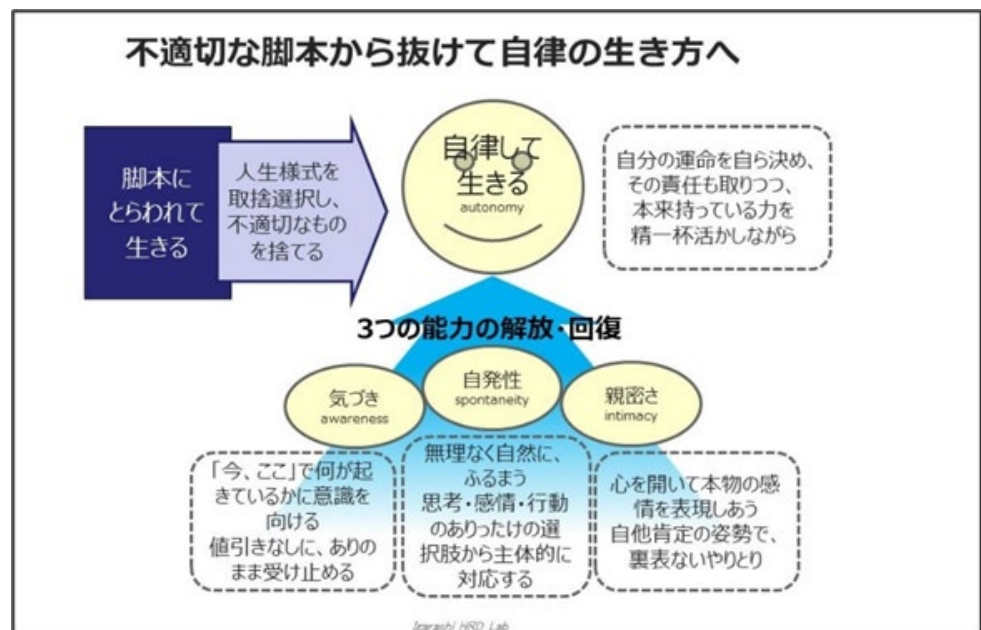 不適切な脚本から抜けて自律の生き方へ
脚本に
とらわれて
生きる
人生様式を
取捨選択し、
不適切なもの
を捨てる
自律して
生きる
autonomy
自分の運命を自ら決め、
その責任も取りつつ、
本来持っている力を
精一杯活かしながら
3つの能力の解放・回復
気づき
awareness
自発性
spontaneity
親密さ
intimacy
「今、ここ」で何が起
きているかに意識を
向ける
値引きなしに、ありの
まま受け止める
無理なく自然に、
ふるまう
思考・感情・行動
のありったけの選
択肢から主体的に
対応する
心を開いて本物の感
情を表現しあう
自他肯定の姿勢で、
裏表ないやりとり
Igarashi HRD Lab